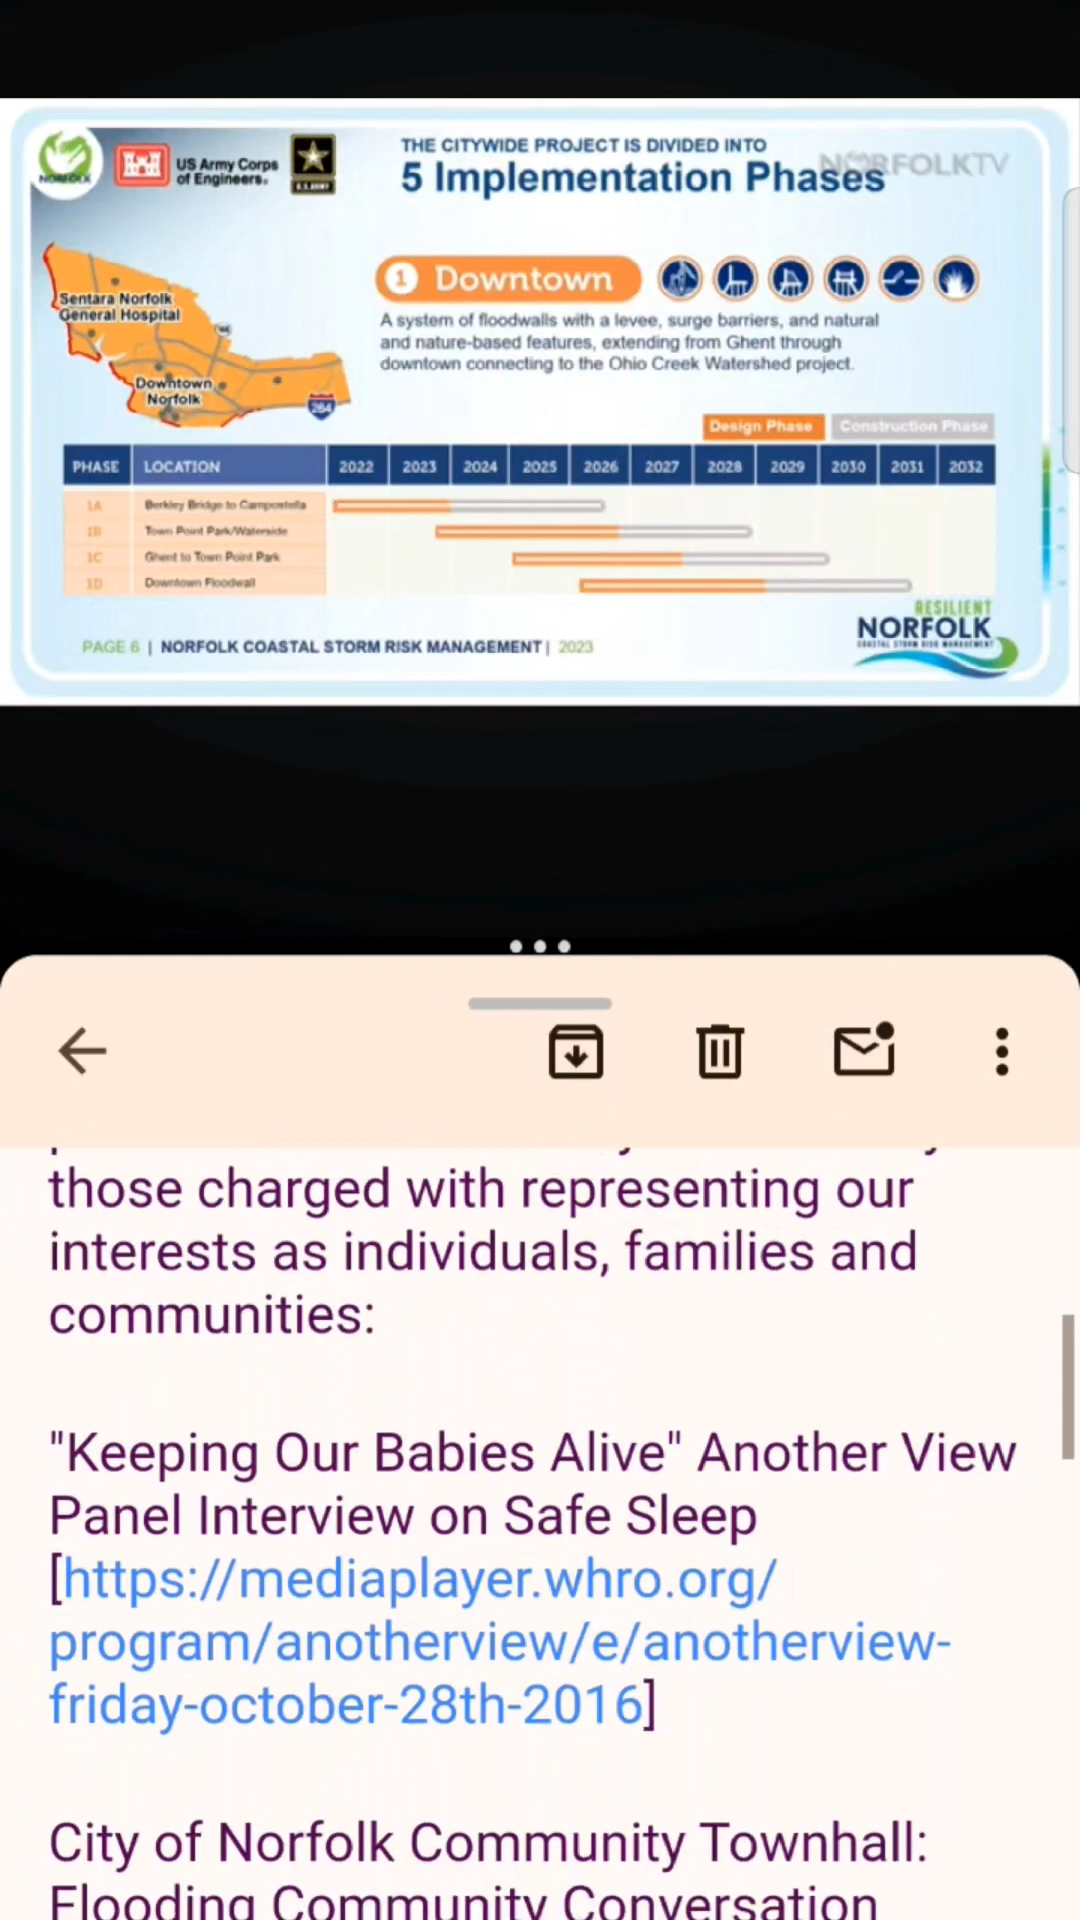 NORFOLK
US Army Corps
of Engineers®
U.S. ARMY
THE CITYWIDE PROJECT IS DIVIDED INTO
5 Implementation Phases
NORFOLKTV
Sentara Norfolk
General Hospital
Downtown
Norfolk
264
1 Downtown
A system of floodwalls with a levee, surge barriers, and natural
and nature-based features, extending from Ghent through
downtown connecting to the Ohio Creek Watershed project.
Design Phase Construction Phase
PHASE LOCATION 2022 2023 2024 2025 2026 2027 2028 2029 2030 2031 2032
1A Berkley Bridge to Campostella
1B Town Point Park/Waterside
1C Ghent to Town Point Park
1D Downtown Floodwall
PAGE 6 | NORFOLK COASTAL STORM RISK MANAGEMENT | 2023
RESILIENT
NORFOLK
COASTAL STORM RISK MANAGEMENT
those charged with representing our
interests as individuals, families and
communities:
"Keeping Our Babies Alive" Another View
Panel Interview on Safe Sleep
[https://mediaplayer.whro.org/
program/anotherview/e/anotherview-
friday-october-28th-2016]
City of Norfolk Community Townhall:
Flooding Community Conversation